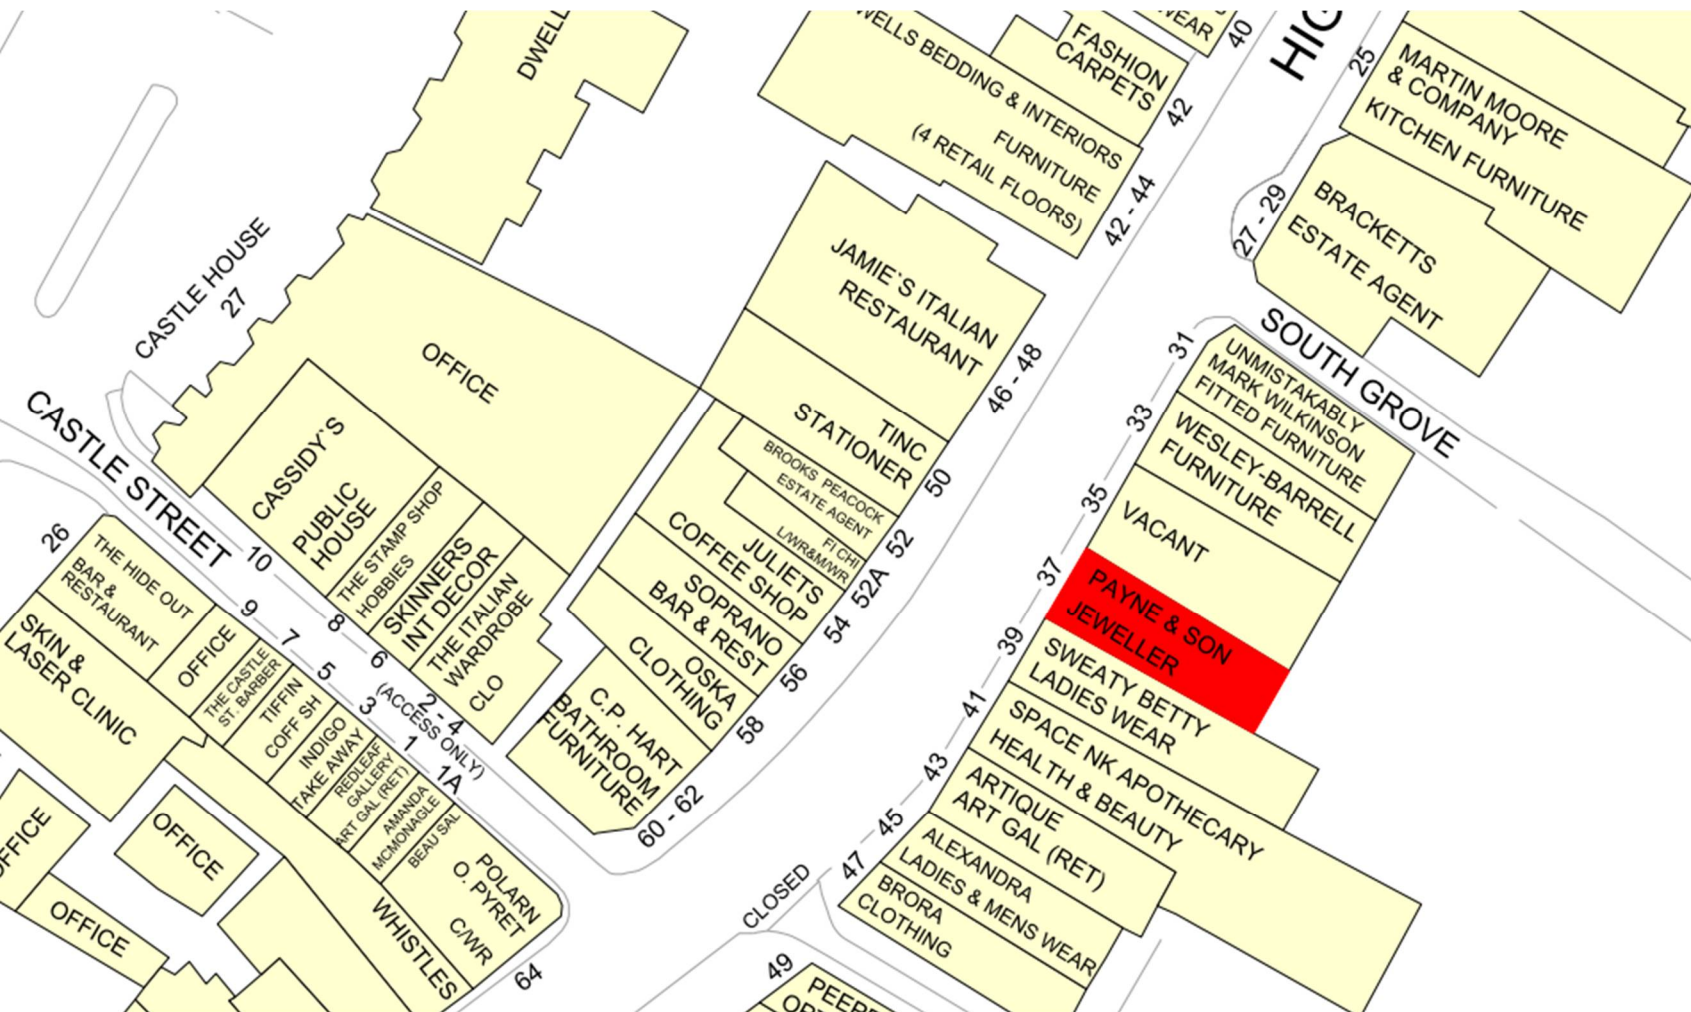 DWELL
WELLS BEDDING & INTERIORS
FURNITURE
(4 RETAIL FLOORS)
FASHION
CARPETS
WEAR
40
42
42 - 44
HIG
25
MARTIN MOORE
& COMPANY
KITCHEN FURNITURE
27 - 29
BRACKETTS
ESTATE AGENT
SOUTH GROVE
CASTLE HOUSE
27
OFFICE
JAMIE`S ITALIAN
RESTAURANT
46 - 48
TINC
STATIONER
50
BROOKS PEACOCK
ESTATE AGENT
52
FI CHI
L/WR&M/WR
52A
JULIETS
COFFEE SHOP
54
SOPRANO
BAR & REST
56
OSKA
CLOTHING
58
C.P. HART
BATHROOM
FURNITURE
60 - 62
31
UNMISTAKABLY
MARK WILKINSON
FITTED FURNITURE
33
WESLEY-BARRELL
FURNITURE
35
VACANT
37
PAYNE & SON
JEWELLER
39
SWEATY BETTY
LADIES WEAR
41
SPACE NK APOTHECARY
HEALTH & BEAUTY
43
ARTIQUE
ART GAL (RET)
45
ALEXANDRA
LADIES & MENS WEAR
47
BRORA
CLOTHING
CLOSED
49
PEEP
CASTLE STREET
CASSIDY`S
PUBLIC
HOUSE
10
THE STAMP SHOP
HOBBIES
8
SKINNERS
INT DECOR
6
THE ITALIAN
WARDROBE
CLO
2 - 4
(ACCESS ONLY)
26
THE HIDE OUT
BAR &
RESTAURANT
9
OFFICE
7
THE CASTLE
ST. BARBER
5
TIFFIN
COFF SH
3
INDIGO
TAKE AWAY
1
REDLEAF
GALLERY
ART GAL (RET)
1A
AMANDA
MCMONAGLE
BEAU SAL
POLARN
O. PYRET
C/WR
64
WHISTLES
SKIN &
LASER CLINIC
OFFICE
OFFICE
OFFICE